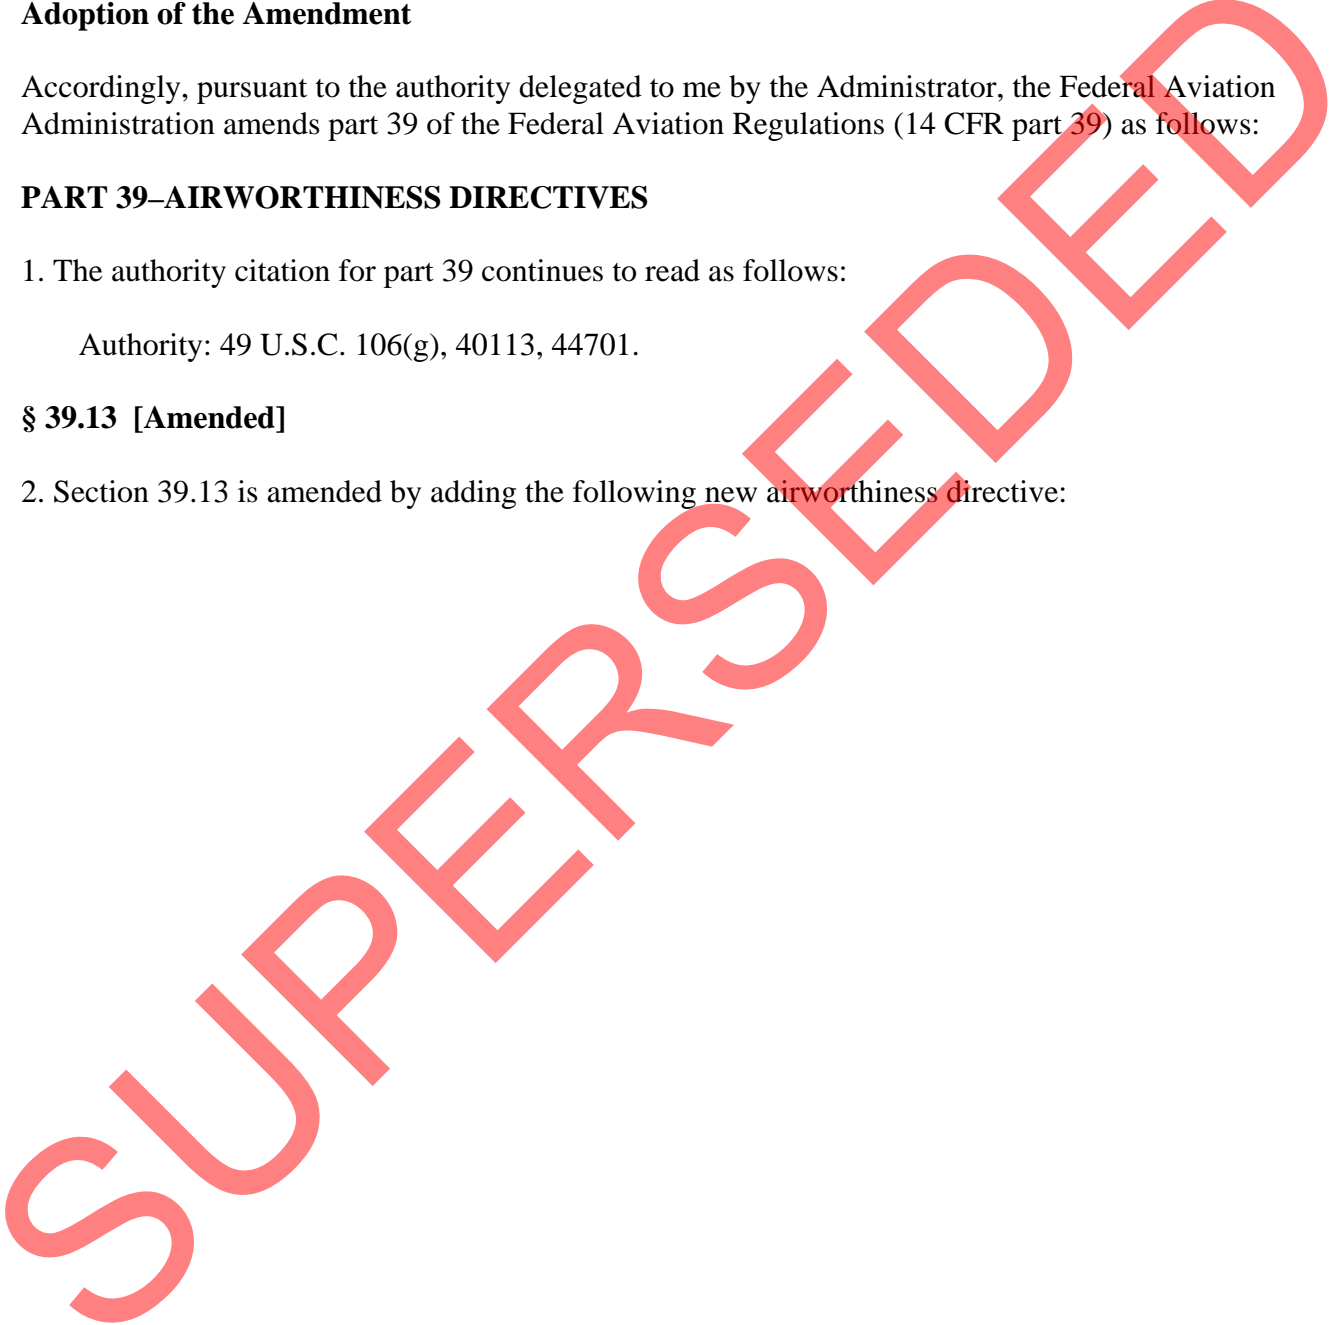 Adoption of the Amendment
Accordingly, pursuant to the authority delegated to me by the Administrator, the Federal Aviation
Administration amends part 39 of the Federal Aviation Regulations (14 CFR part 39) as follows:
PART 39–AIRWORTHINESS DIRECTIVES
1. The authority citation for part 39 continues to read as follows:
Authority: 49 U.S.C. 106(g), 40113, 44701.
§ 39.13 [Amended]
2. Section 39.13 is amended by adding the following new airworthiness directive:
SUPERSEDED